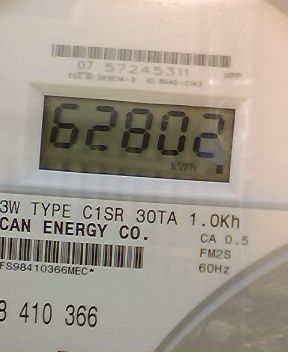 07 57245311
62802
kWh
3W TYPE C1SR 30TA 1.0Kh
CAN ENERGY CO.
CA 0.5
FM2S
60Hz
FS98410366MEC*
8 410 366